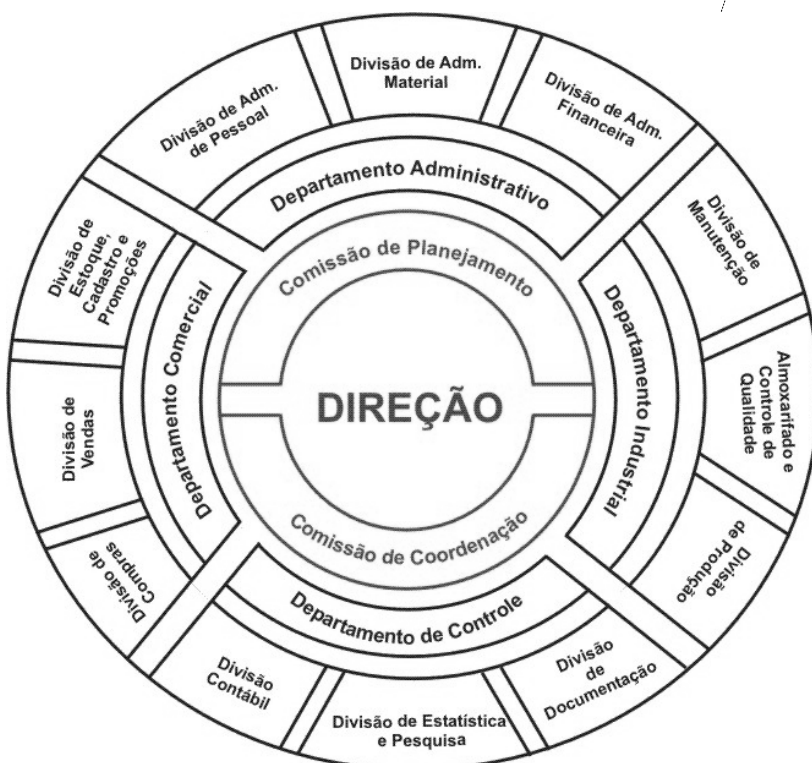 Divisão de Adm.
Material
Divisão de Adm.
de Pessoal
Divisão de Adm.
Financeira
Departamento Administrativo
Divisão de
Estoque,
Cadastro e
Promoções
Divisão de
Manutenção
Comissão de Planejamento
Departamento Comercial
Departamento Industrial
Almoxarifado e
Controle de
Qualidade
DIREÇÃO
Divisão de
Vendas
Comissão de Coordenação
Divisão de
Compras
Divisão
de Produção
Departamento de Controle
Divisão
Contábil
Divisão de Estatística
e Pesquisa
Divisão
de
Documentação